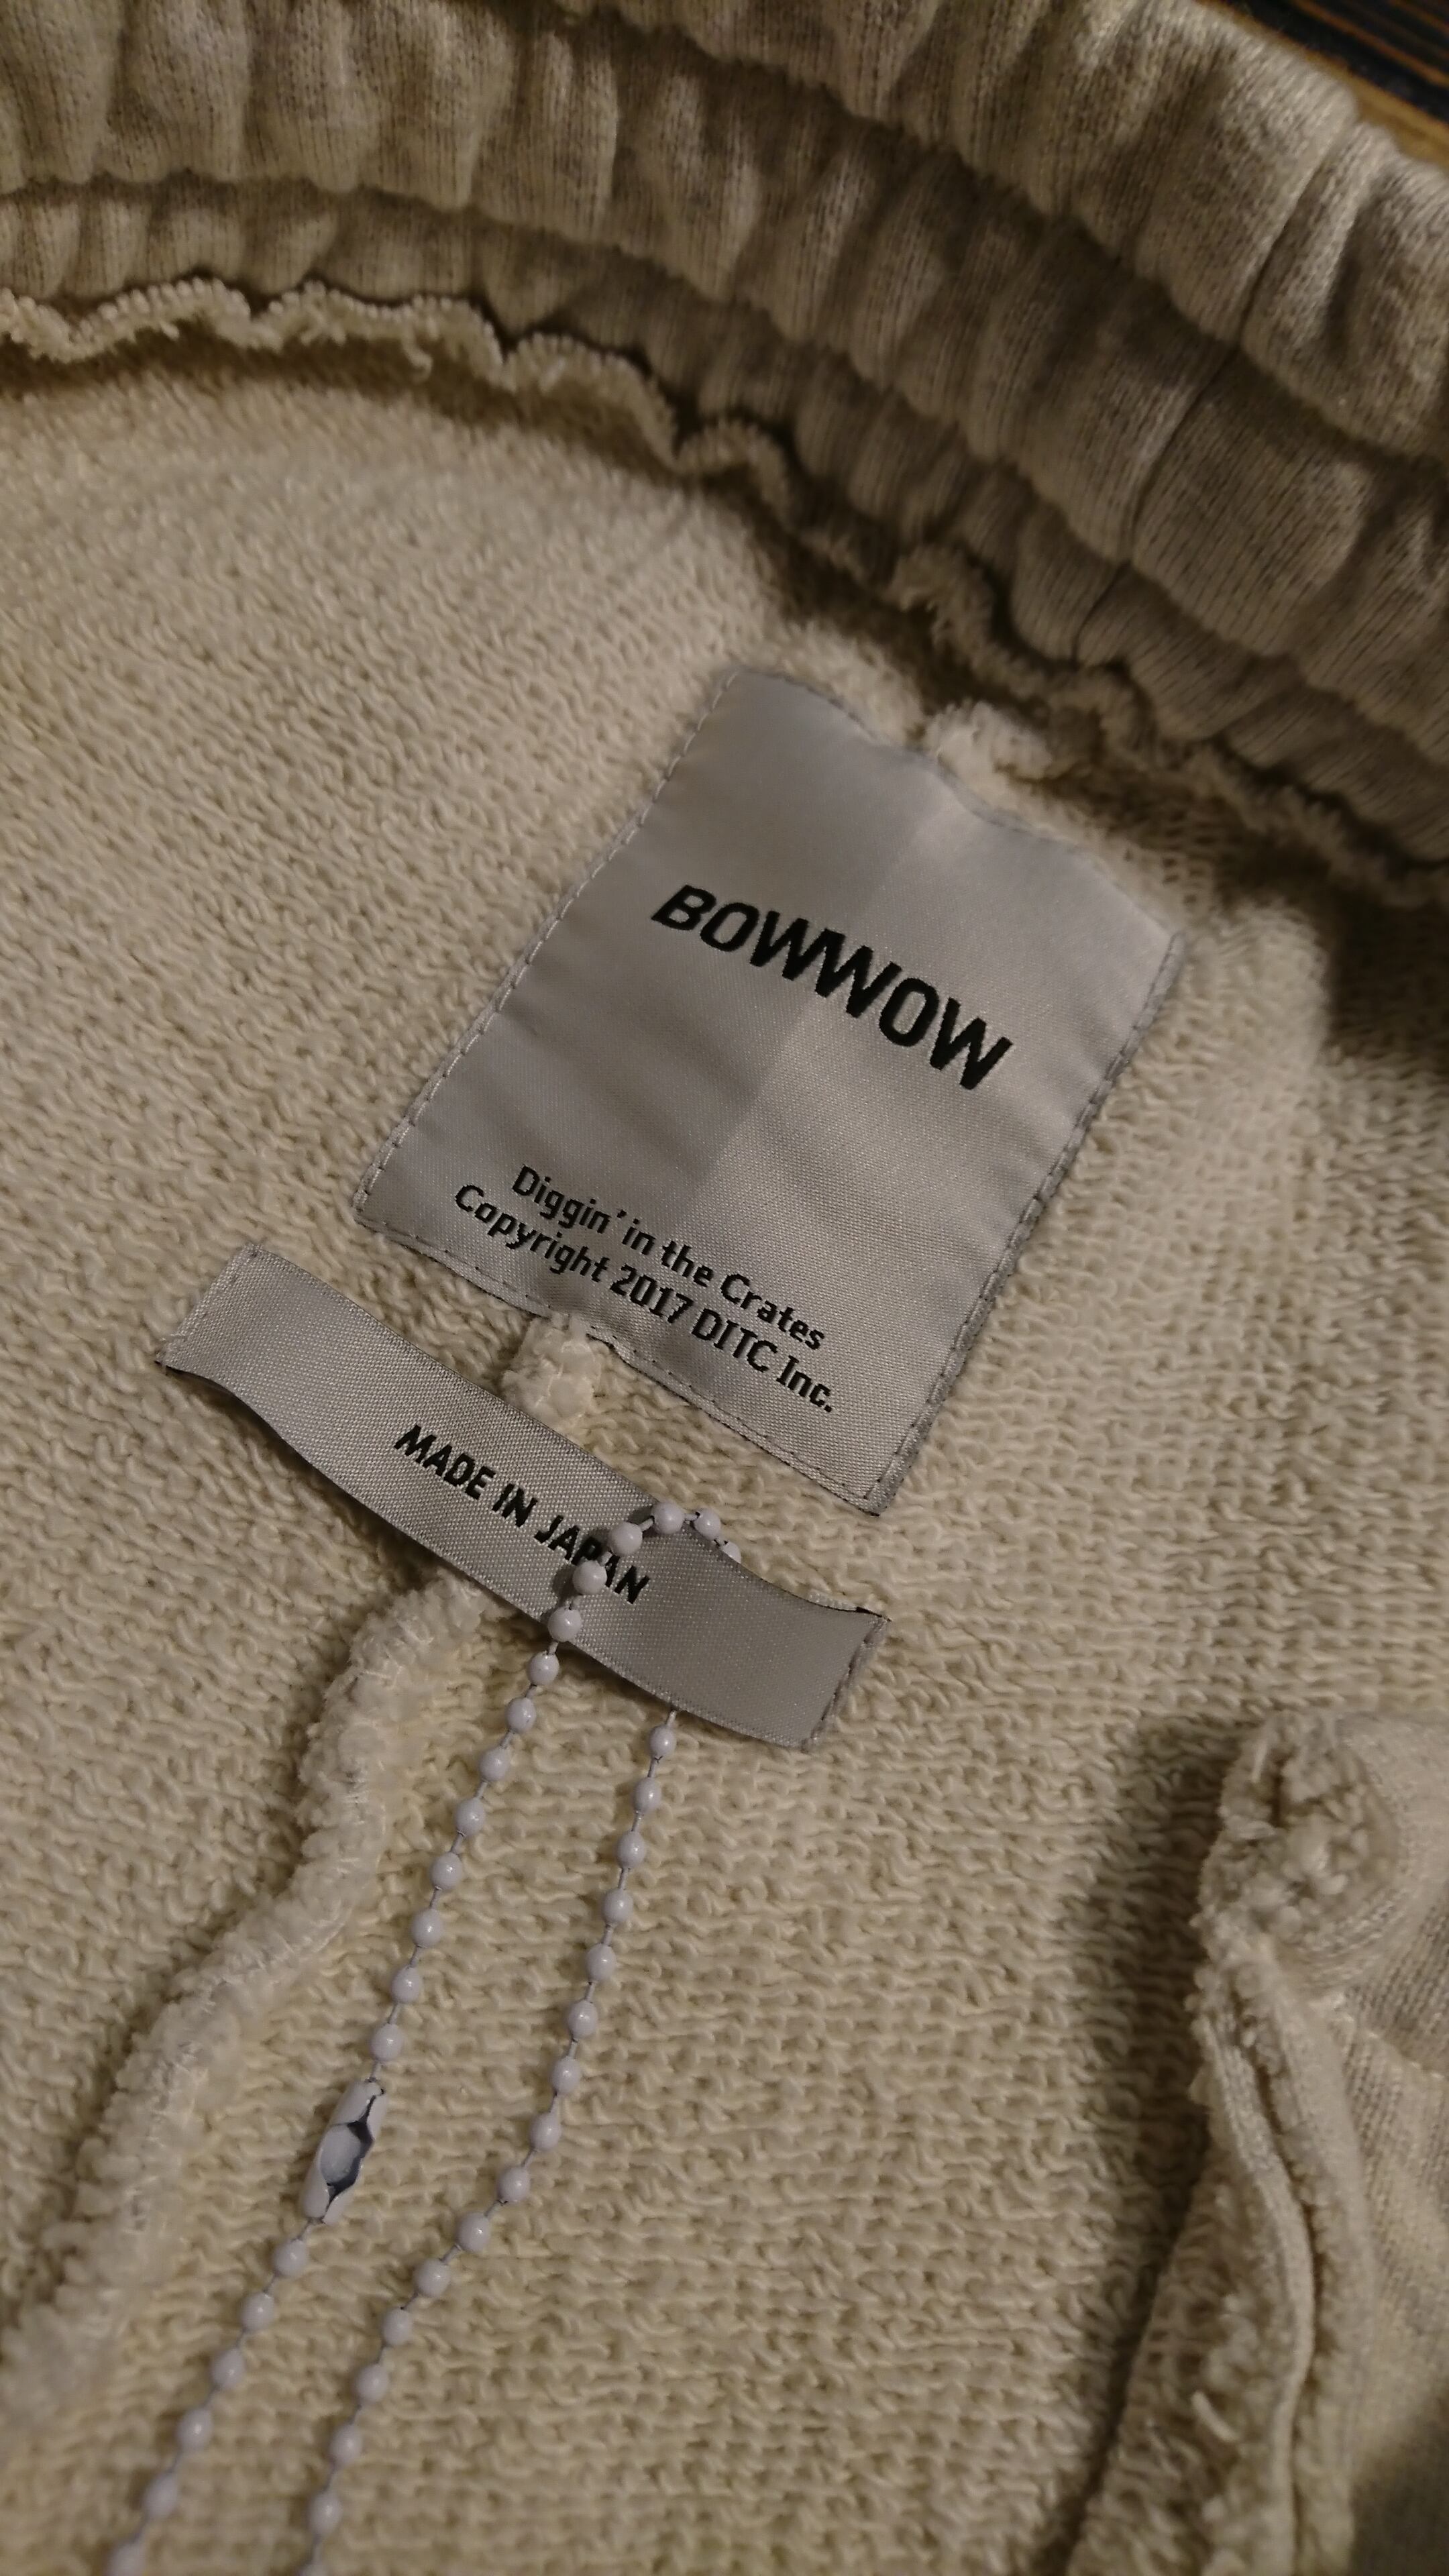 BOWWOW
Diggin' in the Crates
Copyright 2017 DITC Inc.
MADE IN JAPAN